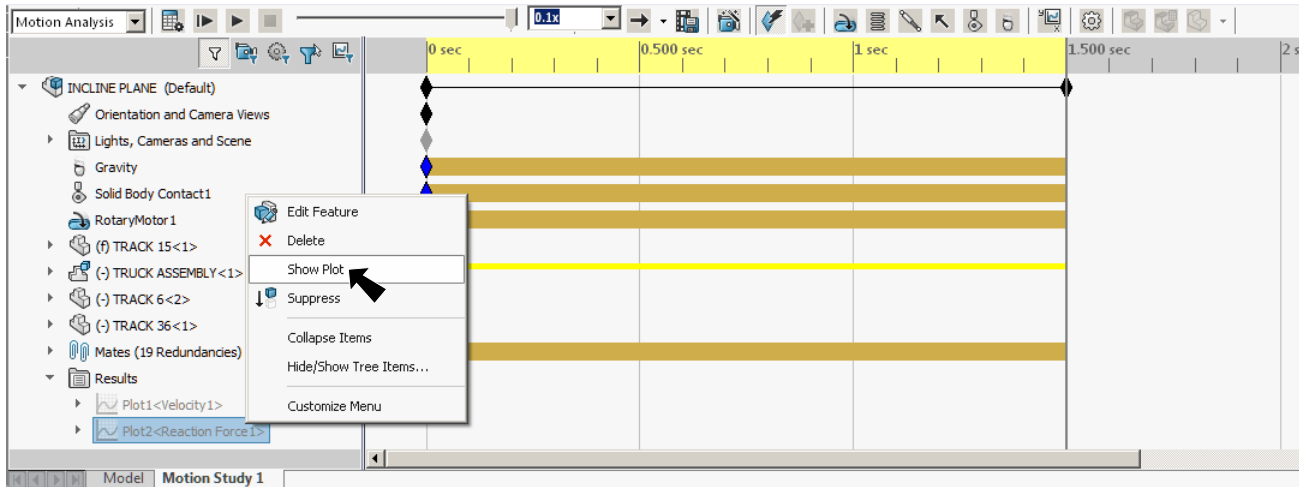 Motion Analysis
0.1x
0 sec
0.500 sec
1 sec
1.500 sec
2 s
INCLINE PLANE (Default)
Orientation and Camera Views
Lights, Cameras and Scene
Gravity
Solid Body Contact1
RotaryMotor1
(f) TRACK 15<1>
(-) TRUCK ASSEMBLY<1>
(-) TRACK 6<2>
(-) TRACK 36<1>
Mates (19 Redundancies)
Results
Plot1<Velocity1>
Plot2<Reaction Force1>
Edit Feature
Delete
Show Plot
Suppress
Collapse Items
Hide/Show Tree Items...
Customize Menu
Model
Motion Study 1